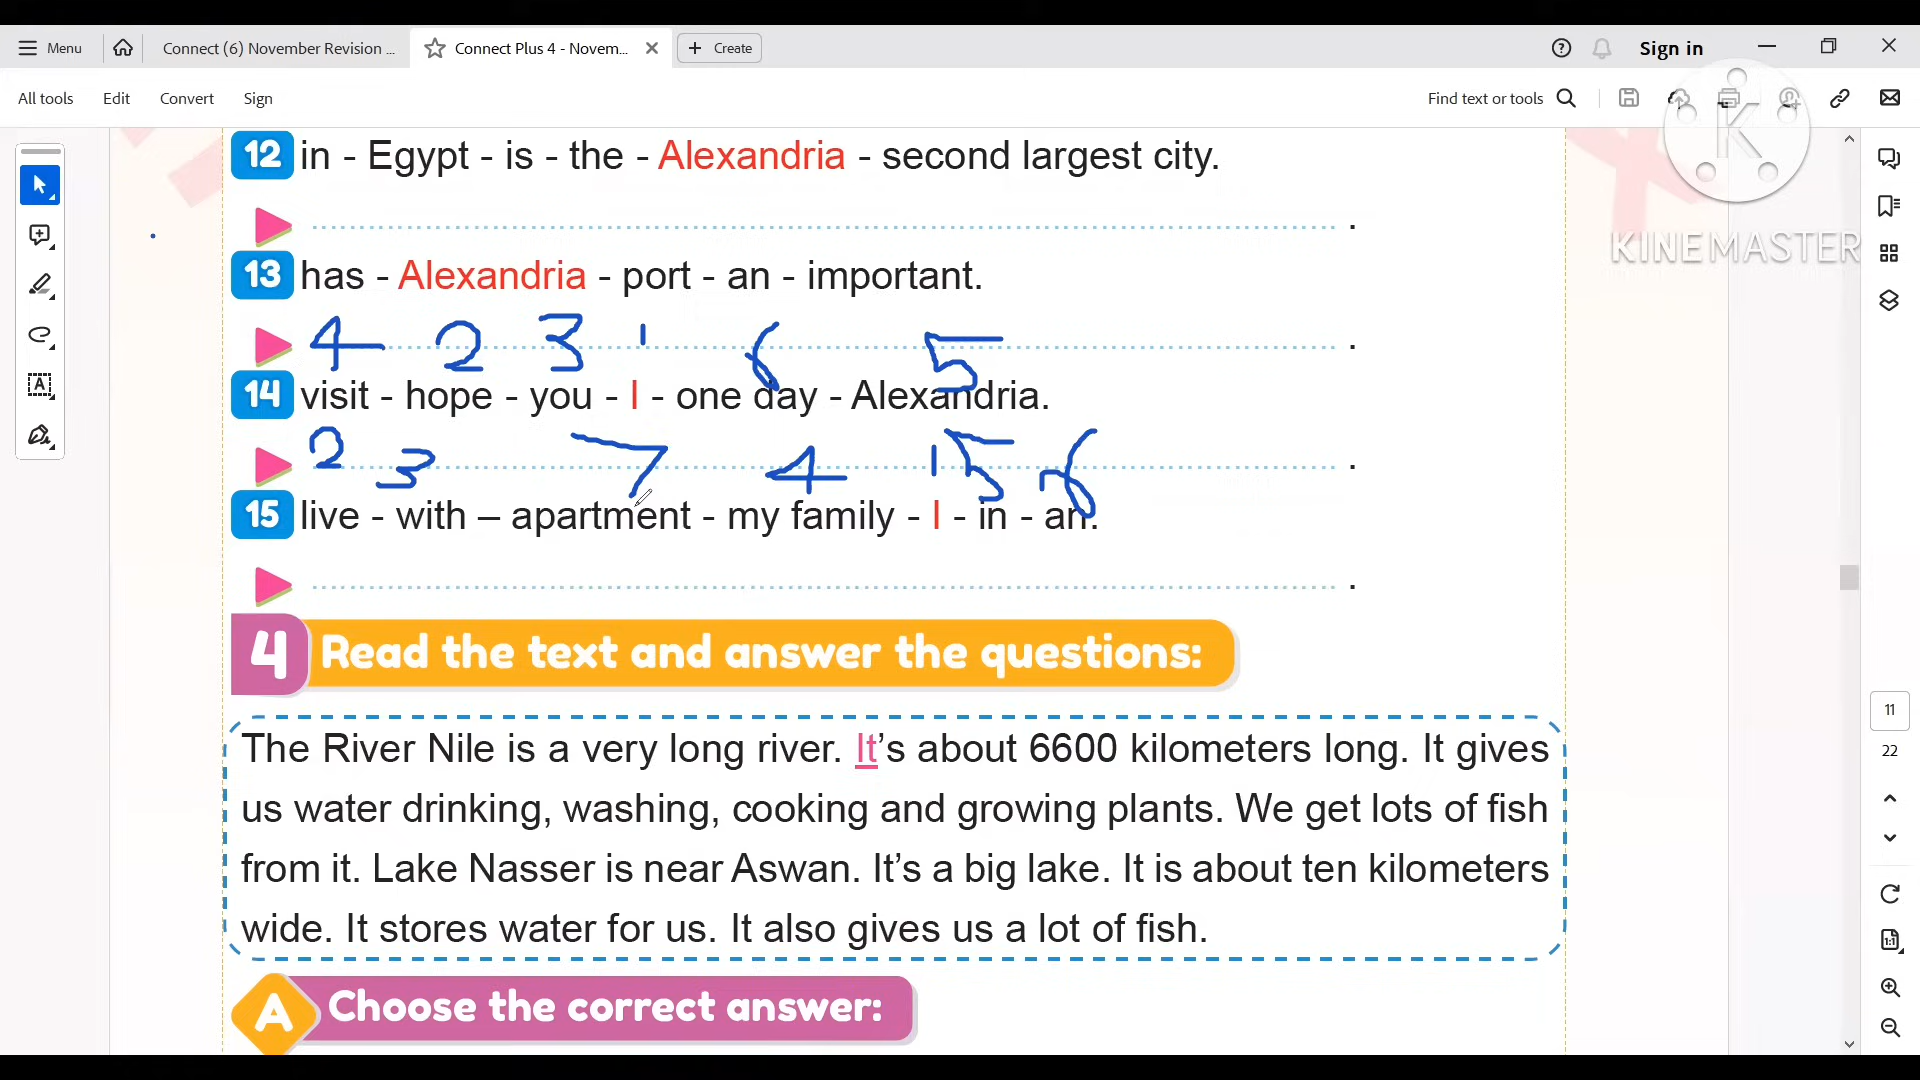 Menu
Connect (6) November Revision ...
Connect Plus 4 - Novem...
Create
Sign in
All tools
Edit
Convert
Sign
Find text or tools
K
KINEMASTER
12 in - Egypt - is - the - Alexandria - second largest city.
.
13 has - Alexandria - port - an - important.
4 2 3 1 6 5 .
14 visit - hope - you - I - one day - Alexandria.
2 3 7 4 1 5 6 .
15 live - with – apartment - my family - I - in - an.
.
4 Read the text and answer the questions:
The River Nile is a very long river. It’s about 6600 kilometers long. It gives
us water drinking, washing, cooking and growing plants. We get lots of fish
from it. Lake Nasser is near Aswan. It’s a big lake. It is about ten kilometers
wide. It stores water for us. It also gives us a lot of fish.
A Choose the correct answer:
11
22